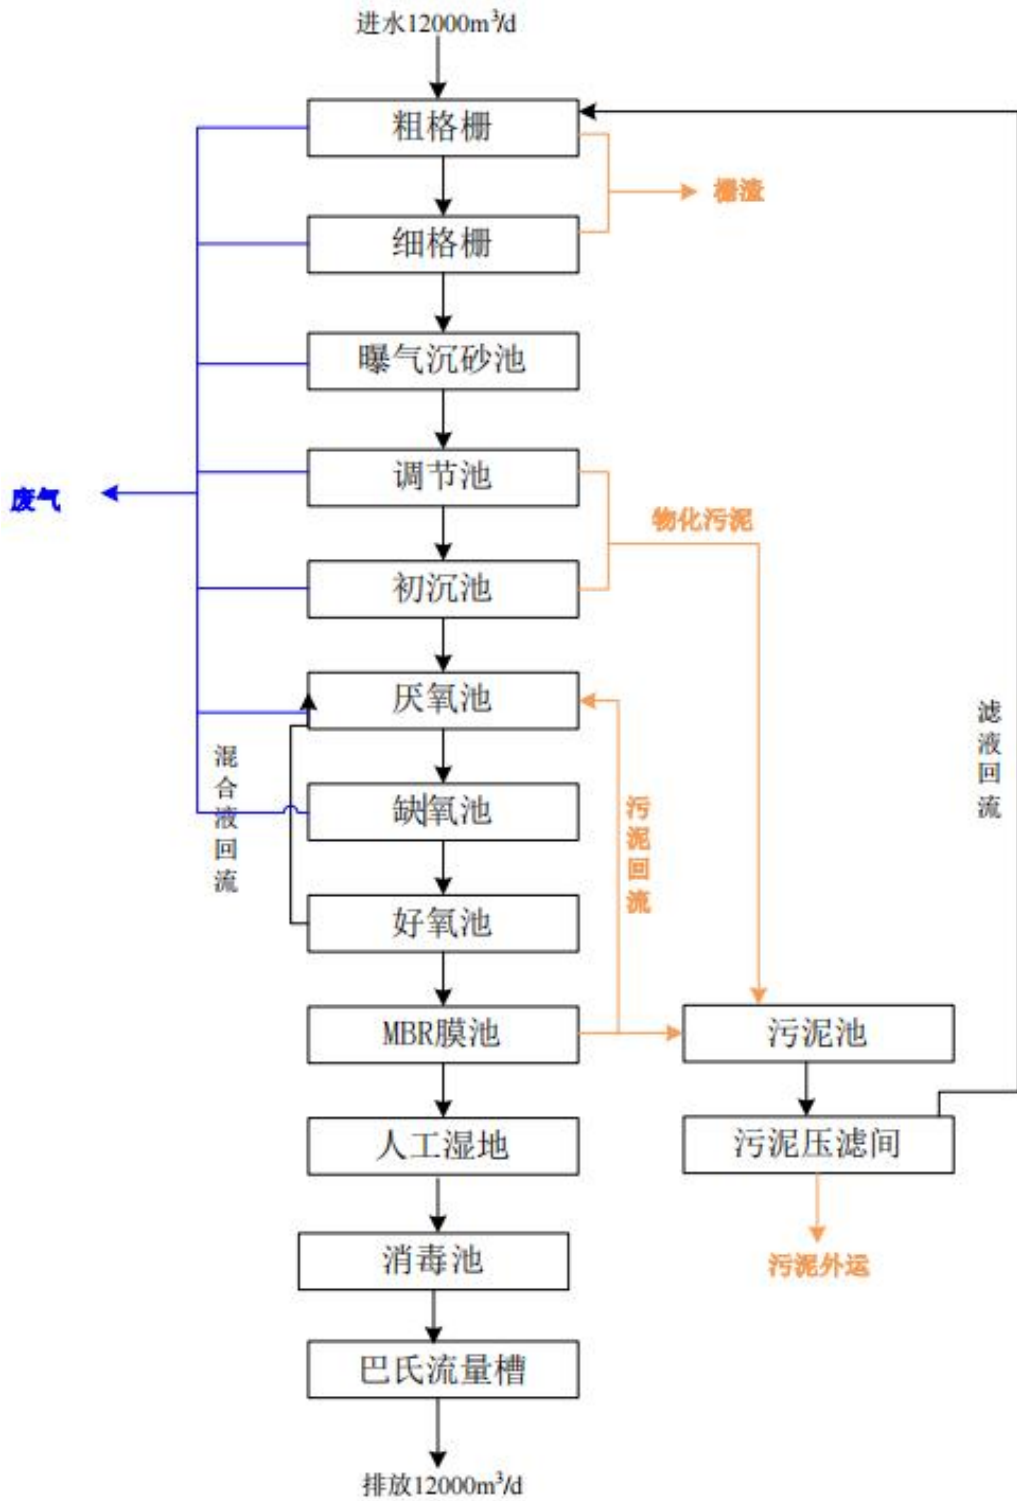 进水12000m³/d
粗格栅
栅渣
细格栅
曝气沉砂池
调节池
废气
物化污泥
初沉池
厌氧池
混合液回流
缺氧池
污泥回流
滤液回流
好氧池
MBR膜池
污泥池
人工湿地
污泥压滤间
消毒池
污泥外运
巴氏流量槽
排放12000m³/d